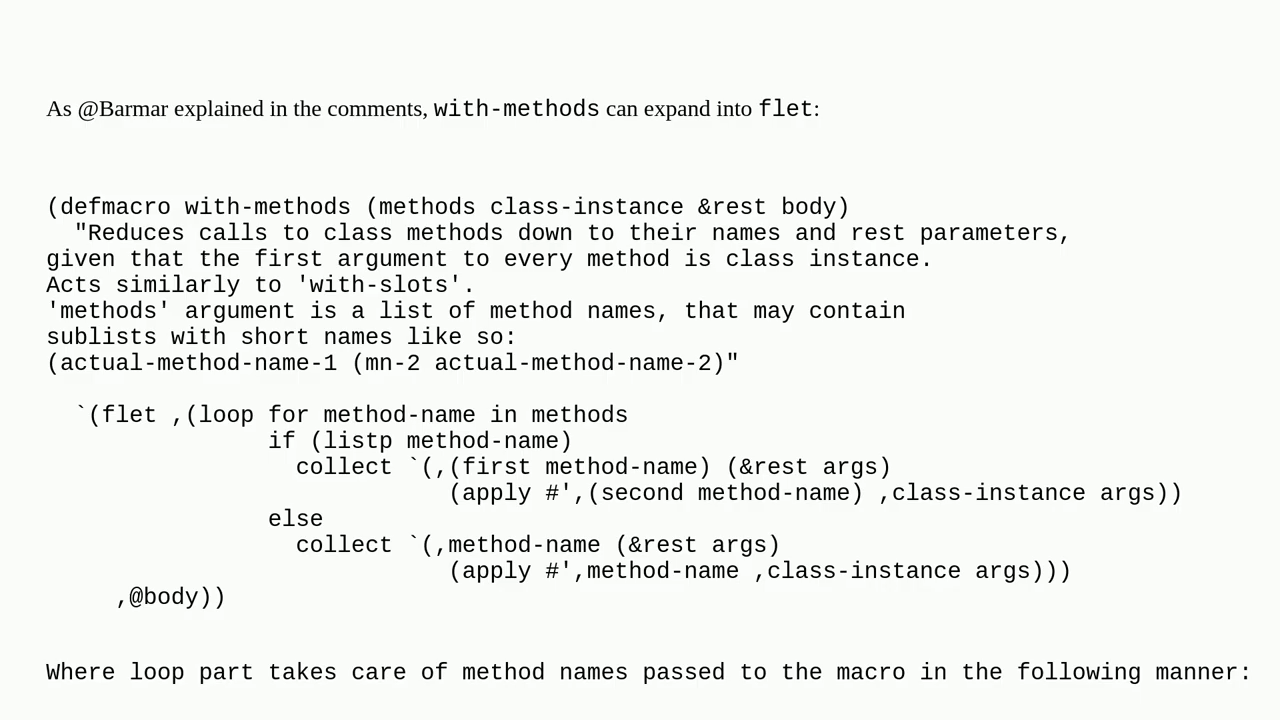 As @Barmar explained in the comments, with-methods can expand into flet:
(defmacro with-methods (methods class-instance &rest body)
  "Reduces calls to class methods down to their names and rest parameters,
given that the first argument to every method is class instance.
Acts similarly to 'with-slots'.
'methods' argument is a list of method names, that may contain
sublists with short names like so:
(actual-method-name-1 (mn-2 actual-method-name-2)"
  `(flet ,(loop for method-name in methods
                if (listp method-name)
                  collect `(,(first method-name) (&rest args)
                             (apply #',(second method-name) ,class-instance args))
                else
                  collect `(,method-name (&rest args)
                             (apply #',method-name ,class-instance args)))
     ,@body))
Where loop part takes care of method names passed to the macro in the following manner: